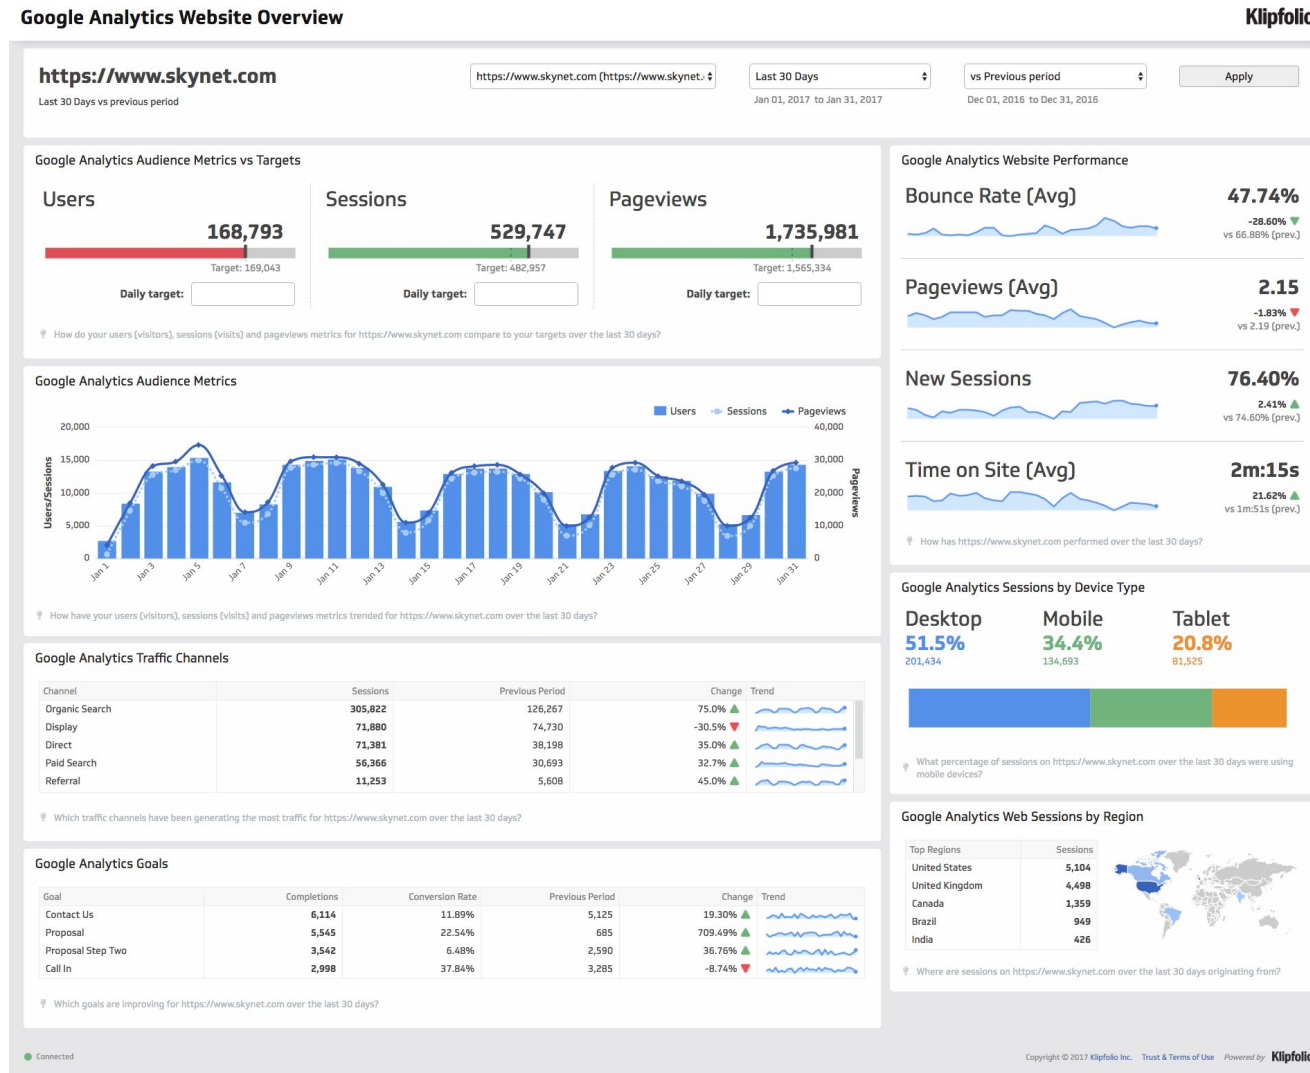 Google Analytics Website Overview
Klipfolio
https://www.skynet.com
Last 30 Days vs previous period
https://www.skynet.com (https://www.skynet.
Last 30 Days
Jan 01, 2017 to Jan 31, 2017
vs Previous period
Dec 01, 2016 to Dec 31, 2016
Apply
Google Analytics Audience Metrics vs Targets
Users
168,793
Target: 169,043
Daily target:
Sessions
529,747
Target: 482,957
Daily target:
Pageviews
1,735,981
Target: 1,565,334
Daily target:
How do your users (visitors), sessions (visits) and pageviews metrics for https://www.skynet.com compare to your targets over the last 30 days?
Google Analytics Audience Metrics
Users Sessions Pageviews
Users/Sessions
20,000
15,000
10,000
5,000
0
40,000
30,000
20,000
10,000
0
Pageviews
Jan 1 Jan 3 Jan 5 Jan 7 Jan 9 Jan 11 Jan 13 Jan 15 Jan 17 Jan 19 Jan 21 Jan 23 Jan 25 Jan 27 Jan 29 Jan 31
How have your users (visitors), sessions (visits) and pageviews metrics trended for https://www.skynet.com over the last 30 days?
Google Analytics Traffic Channels
Channel Sessions Previous Period Change Trend
Organic Search 305,822 126,267 75.0%
Display 71,880 74,730 -30.5%
Direct 71,381 38,198 35.0%
Paid Search 56,366 30,693 32.7%
Referral 11,253 5,608 45.0%
Which traffic channels have been generating the most traffic for https://www.skynet.com over the last 30 days?
Google Analytics Goals
Goal Completions Conversion Rate Previous Period Change Trend
Contact Us 6,114 11.89% 5,125 19.30%
Proposal 5,545 22.54% 685 709.49%
Proposal Step Two 3,542 6.48% 2,590 36.76%
Call In 2,998 37.84% 3,285 -8.74%
Which goals are improving for https://www.skynet.com over the last 30 days?
Google Analytics Website Performance
Bounce Rate (Avg) 47.74%
-28.60%
vs 66.88% (prev.)
Pageviews (Avg) 2.15
-1.83%
vs 2.19 (prev.)
New Sessions 76.40%
2.41%
vs 74.60% (prev.)
Time on Site (Avg) 2m:15s
21.62%
vs 1m:51s (prev.)
How has https://www.skynet.com performed over the last 30 days?
Google Analytics Sessions by Device Type
Desktop Mobile Tablet
51.5% 34.4% 20.8%
201,434 134,693 81,525
What percentage of sessions on https://www.skynet.com over the last 30 days were using
mobile devices?
Google Analytics Web Sessions by Region
Top Regions Sessions
United States 5,104
United Kingdom 4,498
Canada 1,359
Brazil 949
India 426
Where are sessions on https://www.skynet.com over the last 30 days originating from?
Connected
Copyright © 2017 Klipfolio Inc. Trust & Terms of Use Powered by Klipfolio